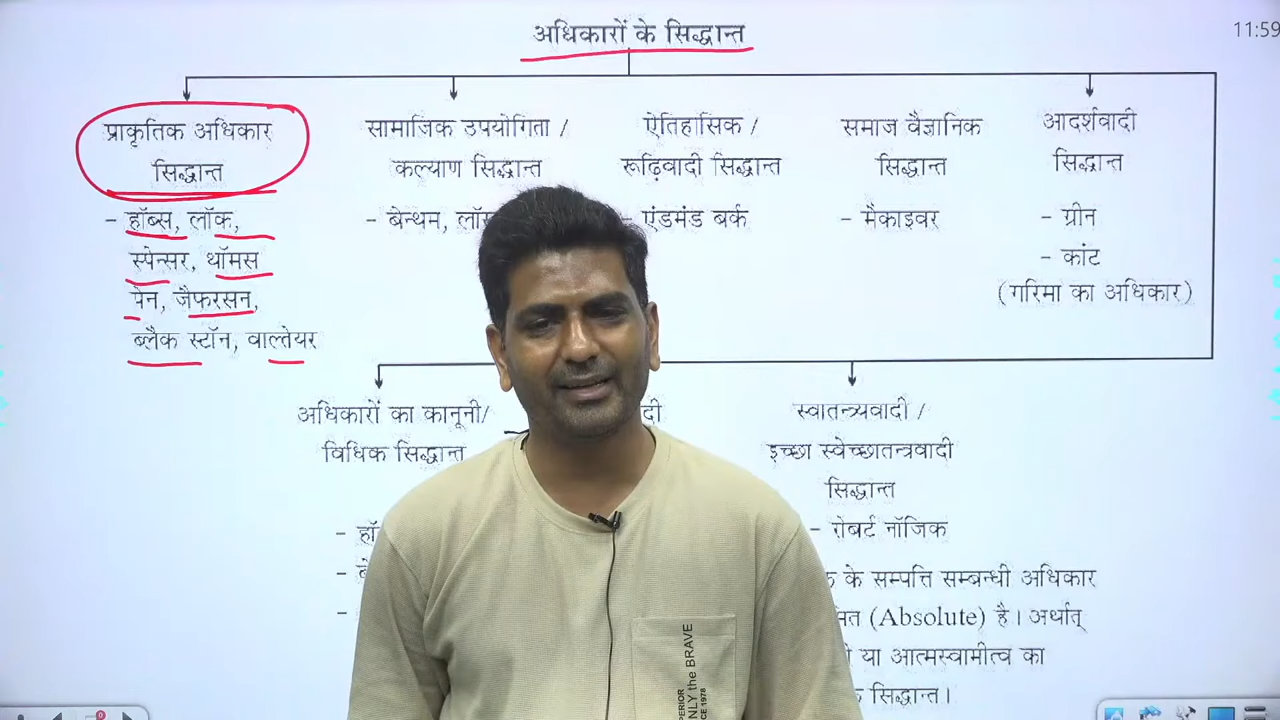 अधिकारों के सिद्धान्त
11:59
प्राकृतिक अधिकार
सिद्धान्त
- हॉब्स, लॉक,
स्पेन्सर, थॉमस
पेन, जैफरसन,
ब्लैक स्टॉन, वाल्तेयर
सामाजिक उपयोगिता /
कल्याण सिद्धान्त
- बेन्थम,
ऐतिहासिक /
रूढ़िवादी सिद्धान्त
- एंडमंड बर्क
समाज वैज्ञानिक
सिद्धान्त
- मैकाइवर
आदर्शवादी
सिद्धान्त
- ग्रीन
- कांट
(गरिमा का अधिकार)
अधिकारों का कानूनी/
विधिक सिद्धान्त
स्वातन्त्र्यवादी /
इच्छा स्वेच्छातन्त्रवादी
सिद्धान्त
- रोबर्ट नॉजिक
के सम्पत्ति सम्बन्धी अधिकार
(Absolute) है। अर्थात्
या आत्मस्वामीत्व का
सिद्धान्त।
ONLY the BRAVE